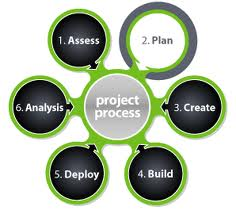 1. Assess
2. Plan
3. Create
4. Build
5. Deploy
6. Analysis
project
process